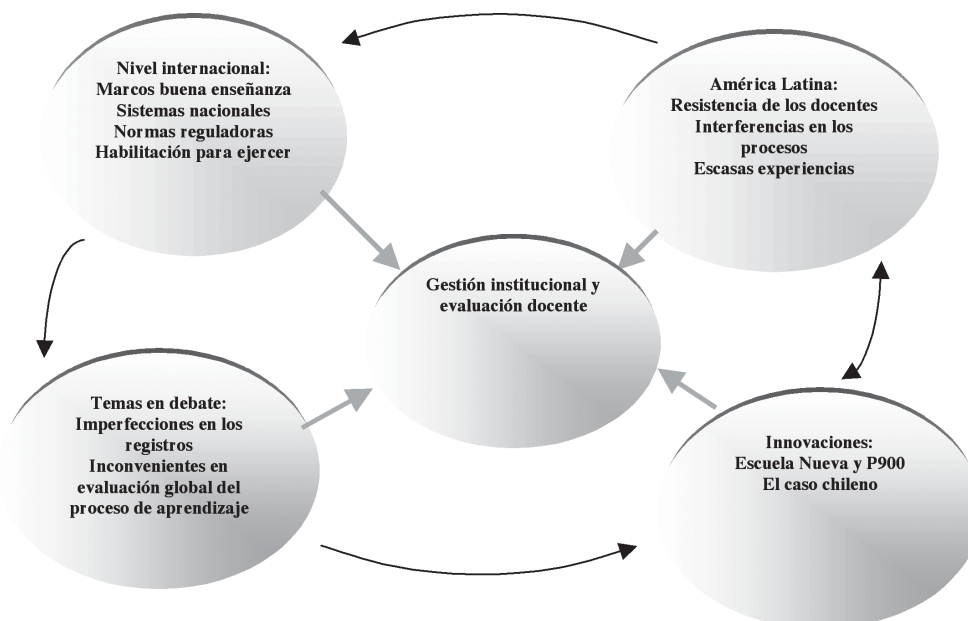 Nivel internacional:
Marcos buena enseñanza
Sistemas nacionales
Normas reguladoras
Habilitación para ejercer
América Latina:
Resistencia de los docentes
Interferencias en los
procesos
Escasas experiencias
Gestión institucional y
evaluación docente
Temas en debate:
Imperfecciones en los
registros
Inconvenientes en
evaluación global del
proceso de aprendizaje
Innovaciones:
Escuela Nueva y P900
El caso chileno